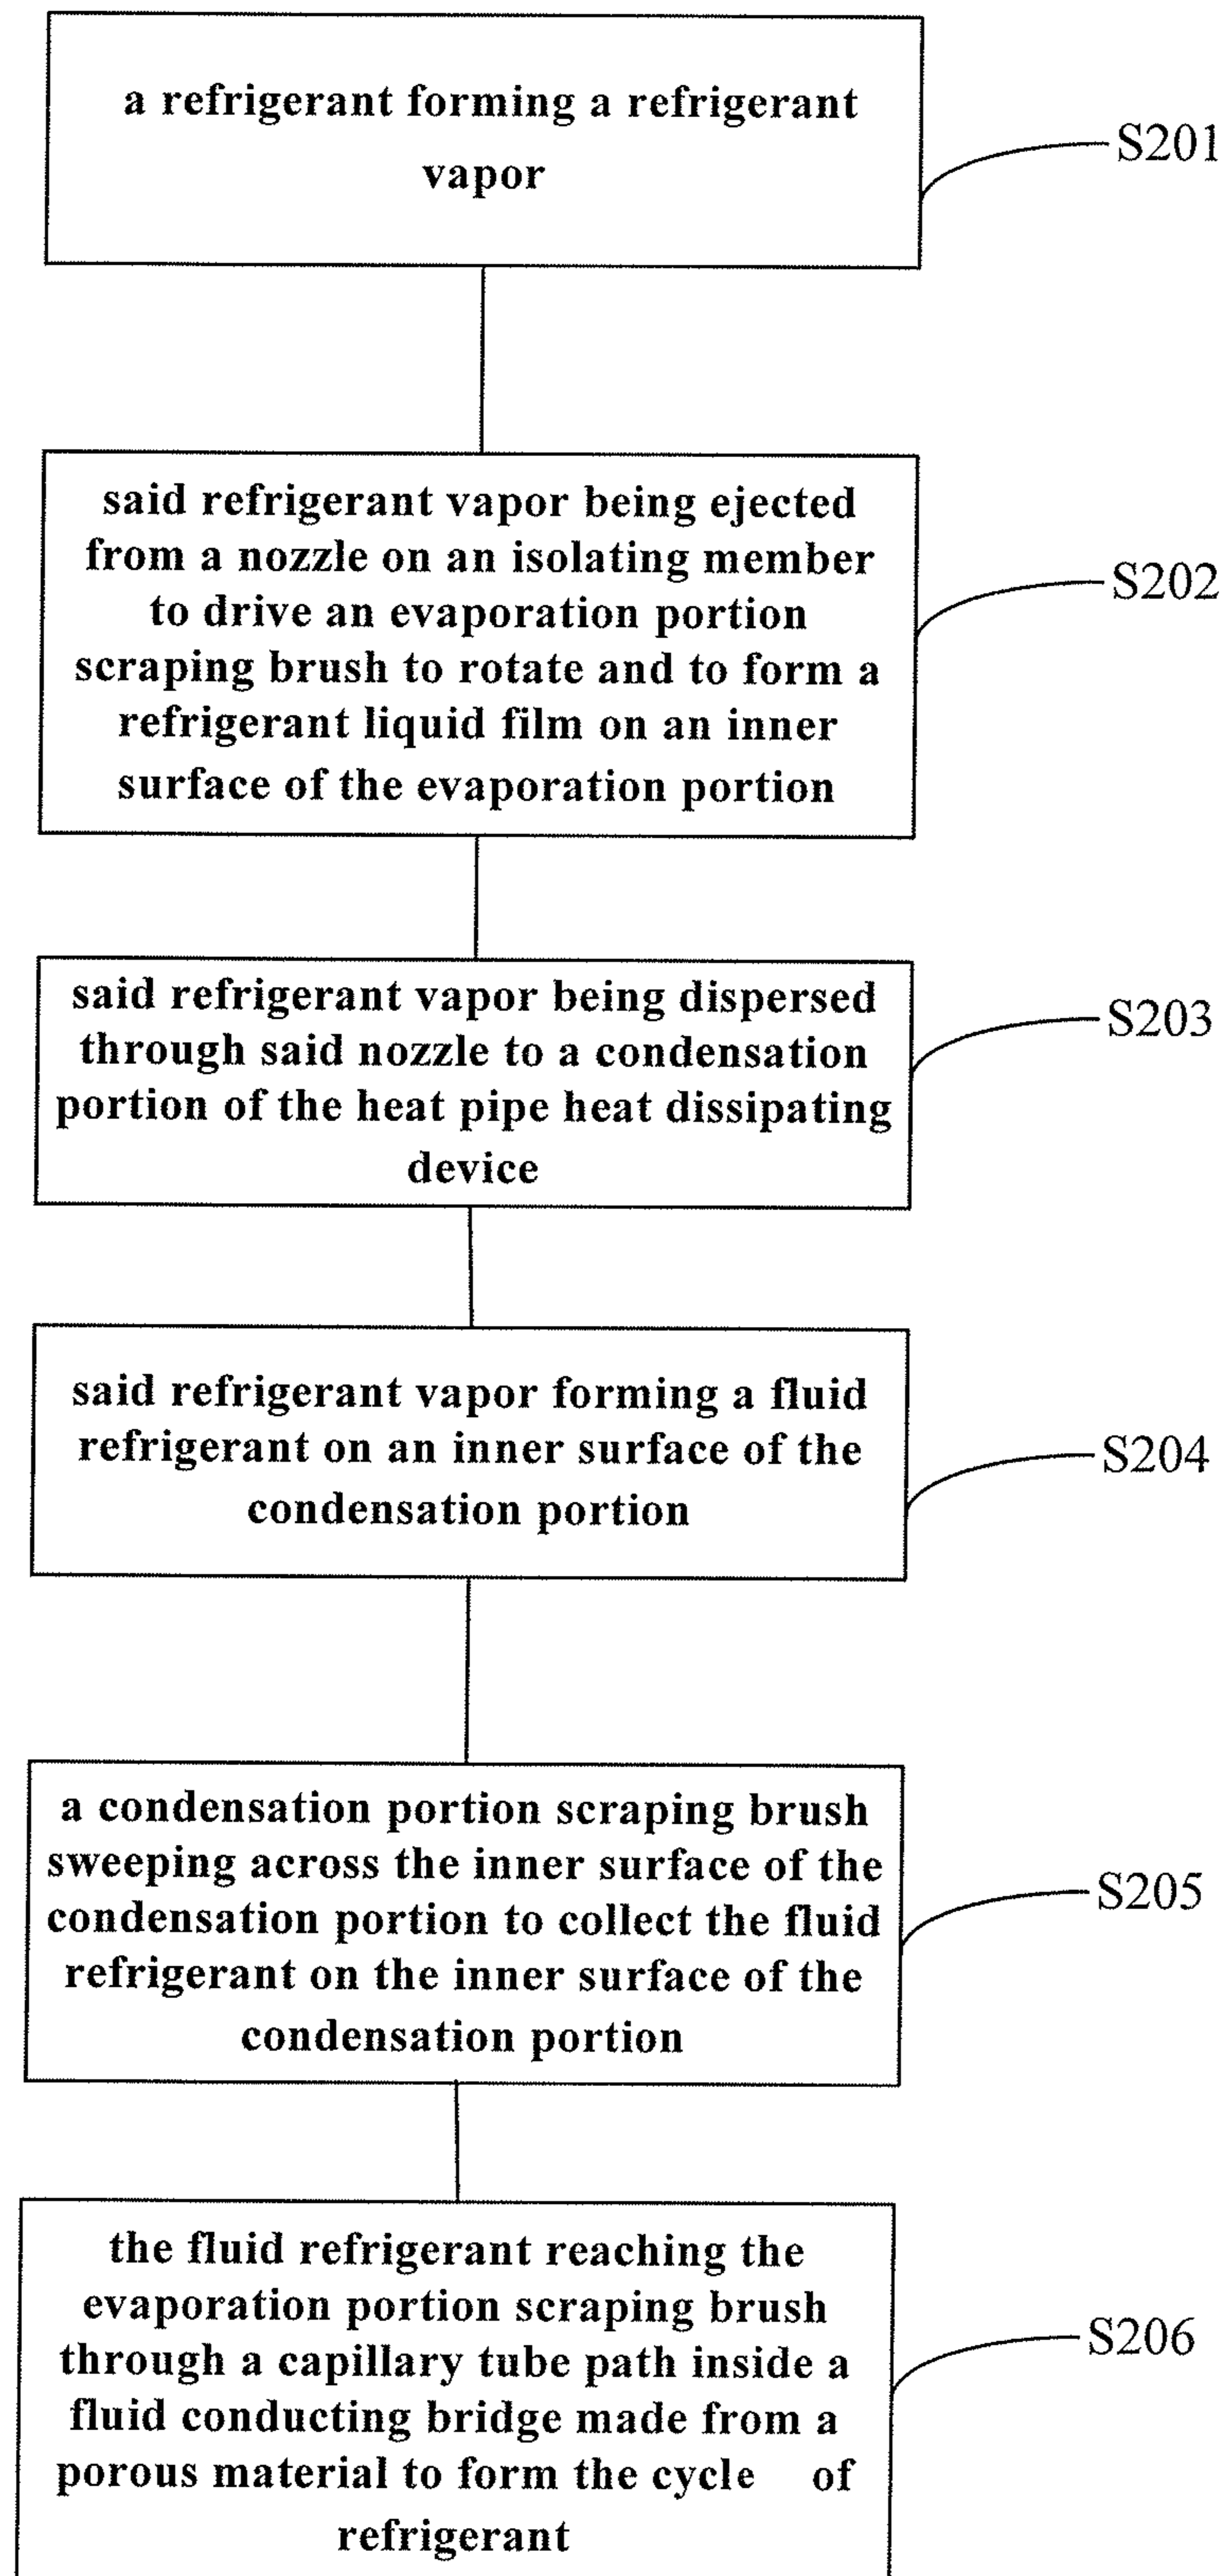 a refrigerant forming a refrigerant
vapor
S201
said refrigerant vapor being ejected
from a nozzle on an isolating member
to drive an evaporation portion
scraping brush to rotate and to form a
refrigerant liquid film on an inner
surface of the evaporation portion
S202
said refrigerant vapor being dispersed
through said nozzle to a condensation
portion of the heat pipe heat dissipating
device
S203
said refrigerant vapor forming a fluid
refrigerant on an inner surface of the
condensation portion
S204
a condensation portion scraping brush
sweeping across the inner surface of the
condensation portion to collect the fluid
refrigerant on the inner surface of the
condensation portion
S205
the fluid refrigerant reaching the
evaporation portion scraping brush
through a capillary tube path inside a
fluid conducting bridge made from a
porous material to form the cycle of
refrigerant
S206